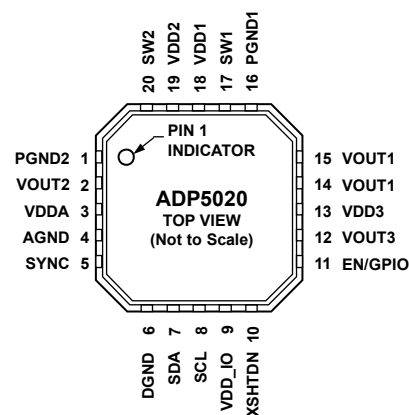 20 SW2
19 VDD2
18 VDD1
17 SW1
16 PGND1
PIN 1
INDICATOR
PGND2 1
VOUT2 2
VDDA 3
AGND 4
SYNC 5
ADP5020
TOP VIEW
(Not to Scale)
15 VOUT1
14 VOUT1
13 VDD3
12 VOUT3
11 EN/GPIO
DGND 6
SDA 7
SCL 8
VDD_IO 9
XSHTDN 10